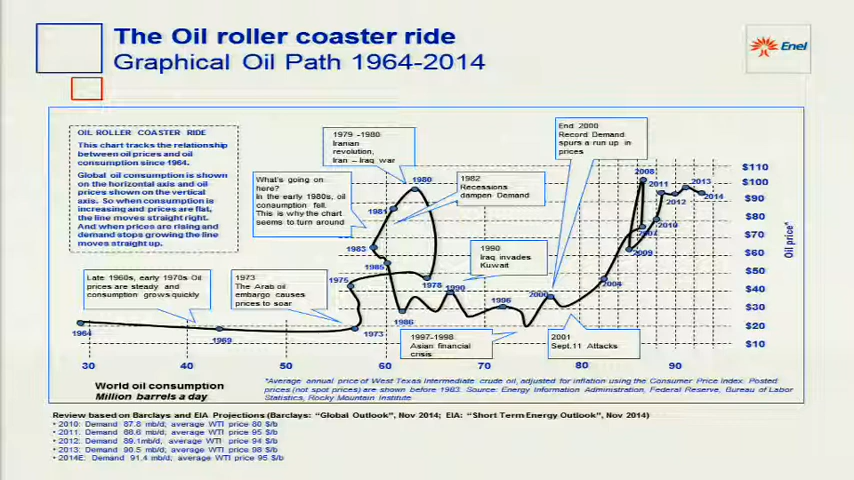 The Oil roller coaster ride
Graphical Oil Path 1964-2014
Enel
OIL ROLLER COASTER RIDE
This chart tracks the relationship
between oil prices and oil
consumption since 1964.
Global oil consumption is shown
on the horizontal axis and oil
prices shown on the vertical
axis. So when consumption is
increasing and prices are flat,
the line moves straight right.
And when prices are rising and
demand stops growing the line
moves straight up.
1979 -1980
Iranian
revolution,
Iran – Iraq war
What's going on
here?
In the early 1980s, oil
consumption fell.
This is why the chart
seems to turn around
1982
Recessions
dampen Demand
End 2000
Record Demand
spurs a run up in
prices
1990
Iraq invades
Kuwait
Late 1960s, early 1970s Oil
prices are steady and
consumption grows quickly
1973
The Arab oil
embargo causes
prices to soar
1997-1998
Asian financial
crisis
2001
Sept.11 Attacks
1964
1969
1973
1975
1978
1980
1981
1983
1985
1986
1990
1996
2000
2004
2007
2008
2009
2010
2011
2012
2013
2014
$110
$100
$90
$80
$70
$60
$50
$40
$30
$20
$10
Oil price*
30
40
50
60
70
80
90
World oil consumption
Million barrels a day
*Average annual price of West Texas Intermediate crude oil, adjusted for inflation using the Consumer Price Index. Posted
prices (not spot prices) are shown before 1983. Source: Energy Information Administration, Federal Reserve, Bureau of Labor
Statistics, Rocky Mountain Institute
Review based on Barclays and EIA Projections (Barclays: "Global Outlook", Nov 2014; EIA: "Short Term Energy Outlook", Nov 2014)
• 2010: Demand 87.8 mb/d; average WTI price 80 $/b
• 2011: Demand 88.6 mb/d; average WTI price 95 $/b
• 2012: Demand 89.1mb/d; average WTI price 94 $/b
• 2013: Demand 90.5 mb/d; average WTI price 98 $/b
• 2014E: Demand 91.4 mb/d; average WTI price 95 $/b